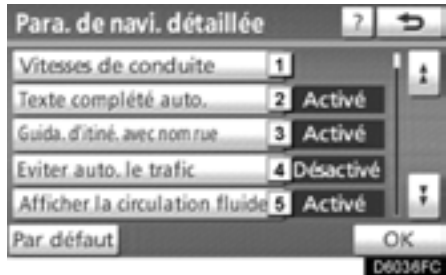 Para. de navi. détaillée ?
Vitesses de conduite 1
Texte complété auto. 2 Activé
Guida. d'itiné. avec nom rue 3 Activé
Eviter auto. le trafic 4 Désactivé
Afficher la circulation fluide 5 Activé
Par défaut OK
D6036FC